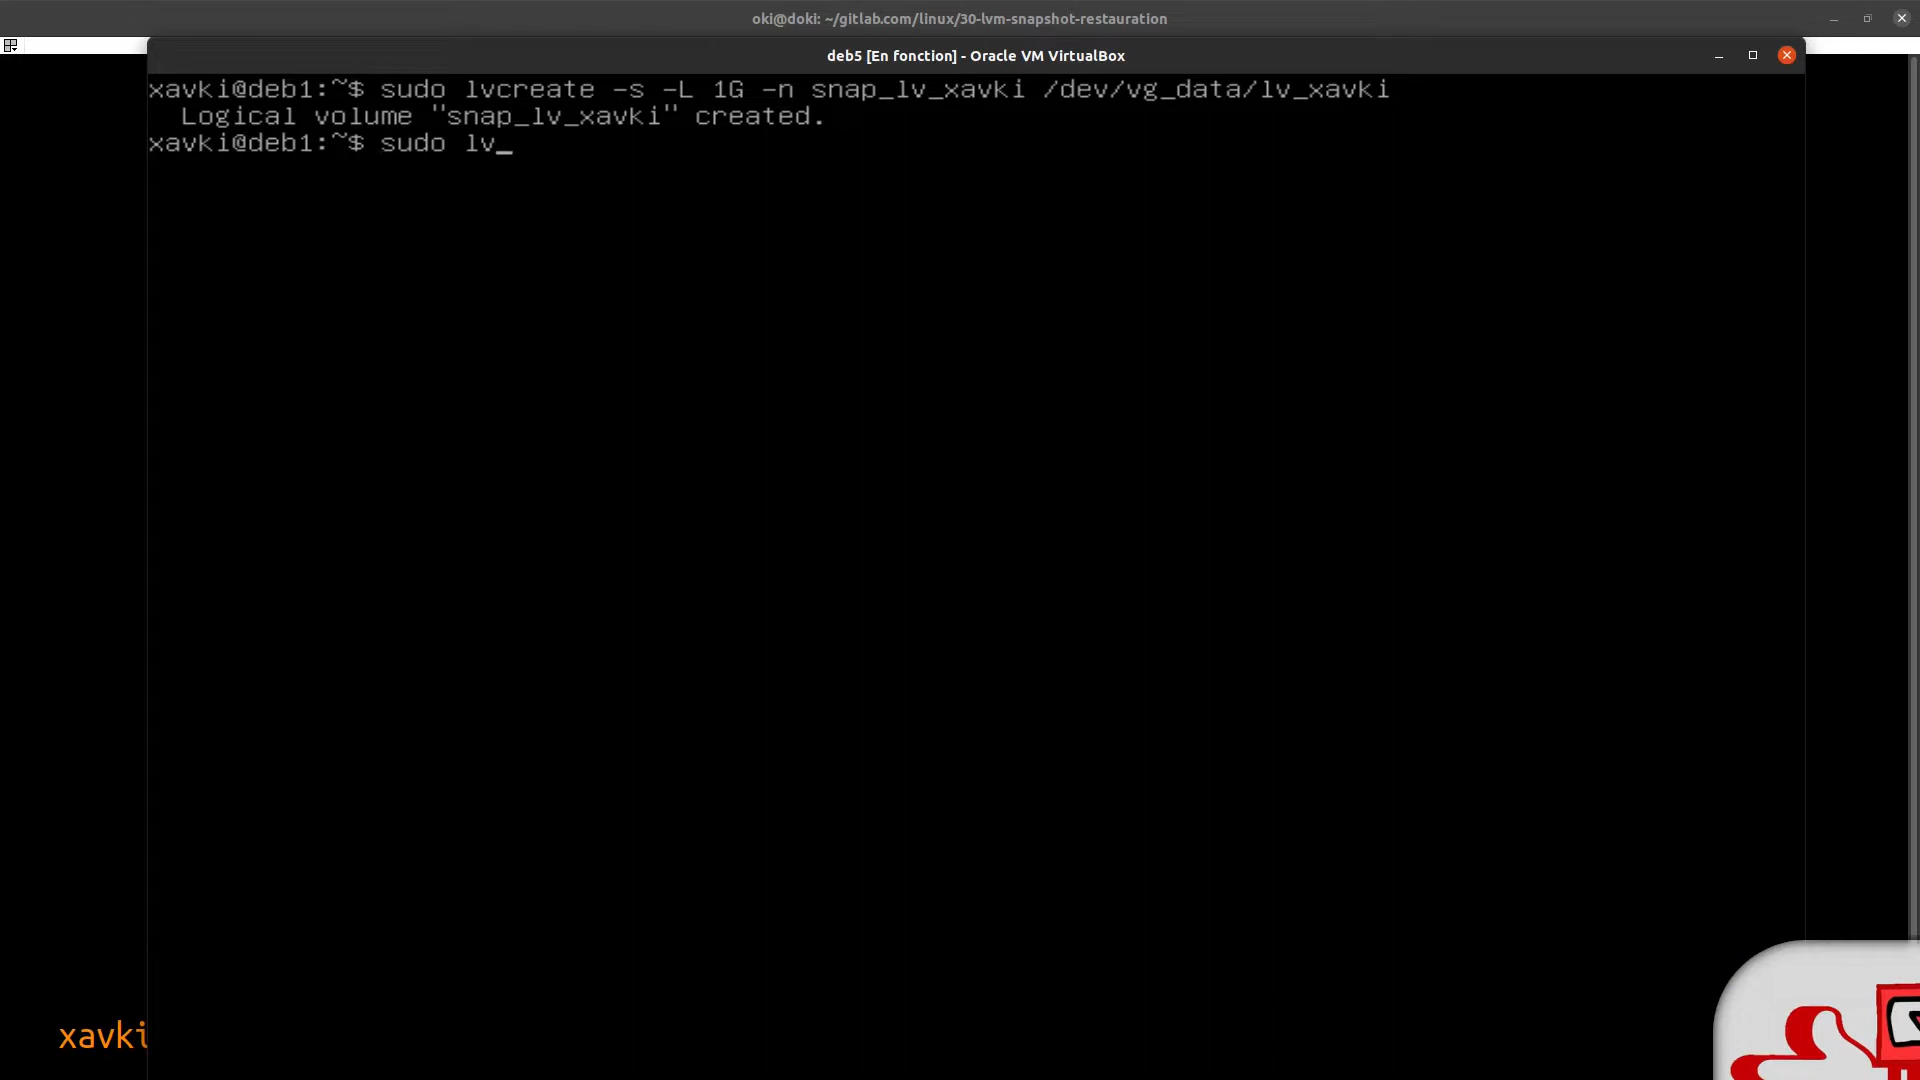 oki@doki: ~/gitlab.com/linux/30-lvm-snapshot-restauration
deb5 [En fonction] - Oracle VM VirtualBox
xavki@deb1:~$ sudo lvcreate -s -L 1G -n snap_lv_xavki /dev/vg_data/lv_xavki
Logical volume "snap_lv_xavki" created.
xavki@deb1:~$ sudo lv_
xavki